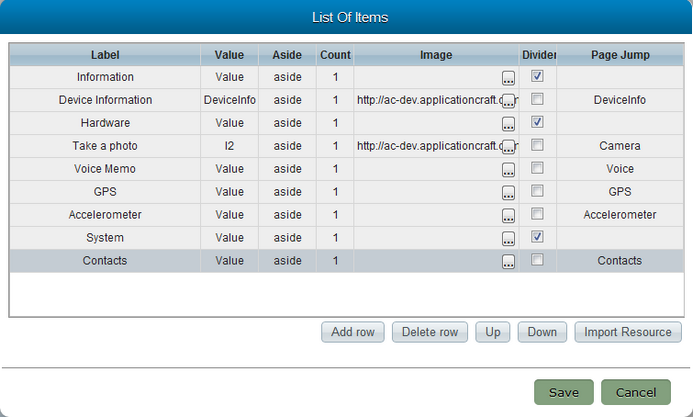 List Of Items
Label Value Aside Count Image Divider Page Jump
Information Value aside 1 ...
Device Information DeviceInfo aside 1 http://ac-dev.applicationcraft.com ... DeviceInfo
Hardware Value aside 1 ...
Take a photo I2 aside 1 http://ac-dev.applicationcraft.com ... Camera
Voice Memo Value aside 1 ... Voice
GPS Value aside 1 ... GPS
Accelerometer Value aside 1 ... Accelerometer
System Value aside 1 ...
Contacts Value aside 1 ... Contacts
Add row Delete row Up Down Import Resource
Save Cancel